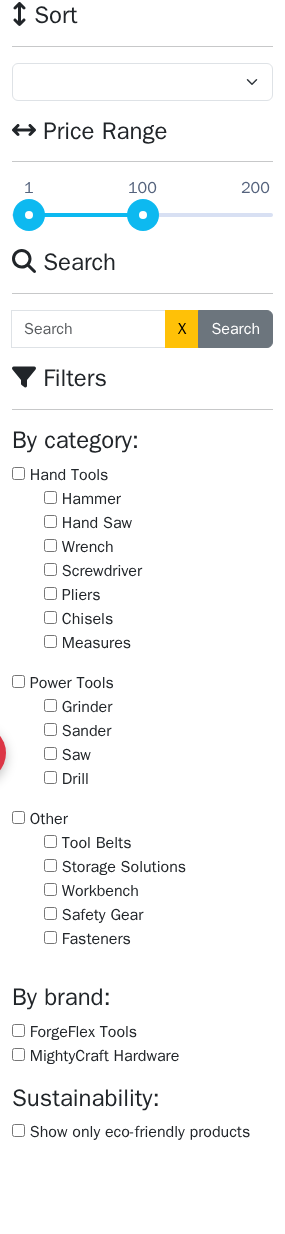 Sort
Price Range
1 100 200
Search
Search X Search
Filters
By category:
Hand Tools
Hammer
Hand Saw
Wrench
Screwdriver
Pliers
Chisels
Measures
Power Tools
Grinder
Sander
Saw
Drill
Other
Tool Belts
Storage Solutions
Workbench
Safety Gear
Fasteners
By brand:
ForgeFlex Tools
MightyCraft Hardware
Sustainability:
Show only eco-friendly products